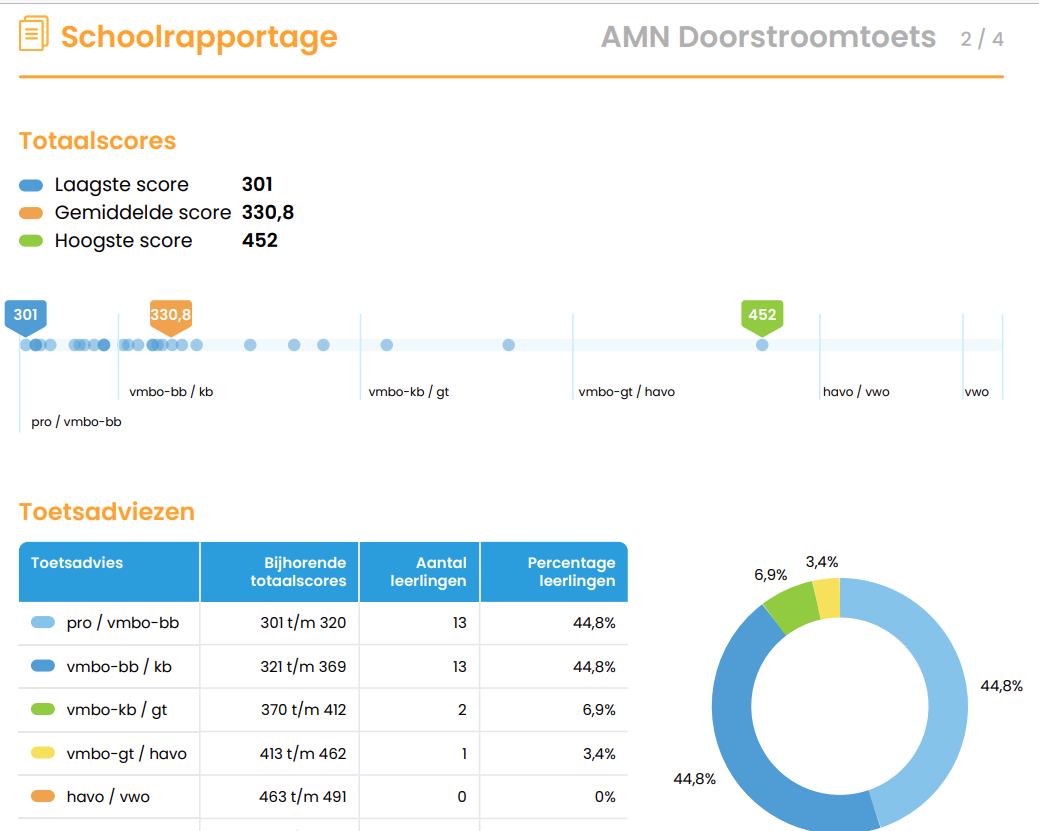 Schoolrapportage
AMN Doorstroomtoets 2 / 4
Totaalscores
Laagste score 301
Gemiddelde score 330,8
Hoogste score 452
301 330,8 452
vmbo-bb / kb vmbo-kb / gt vmbo-gt / havo havo / vwo vwo
pro / vmbo-bb
Toetsadviezen
Toetsadvies Bijhorende totaalscores Aantal leerlingen Percentage leerlingen
pro / vmbo-bb 301 t/m 320 13 44,8%
vmbo-bb / kb 321 t/m 369 13 44,8%
vmbo-kb / gt 370 t/m 412 2 6,9%
vmbo-gt / havo 413 t/m 462 1 3,4%
havo / vwo 463 t/m 491 0 0%
3,4%
6,9%
44,8%
44,8%